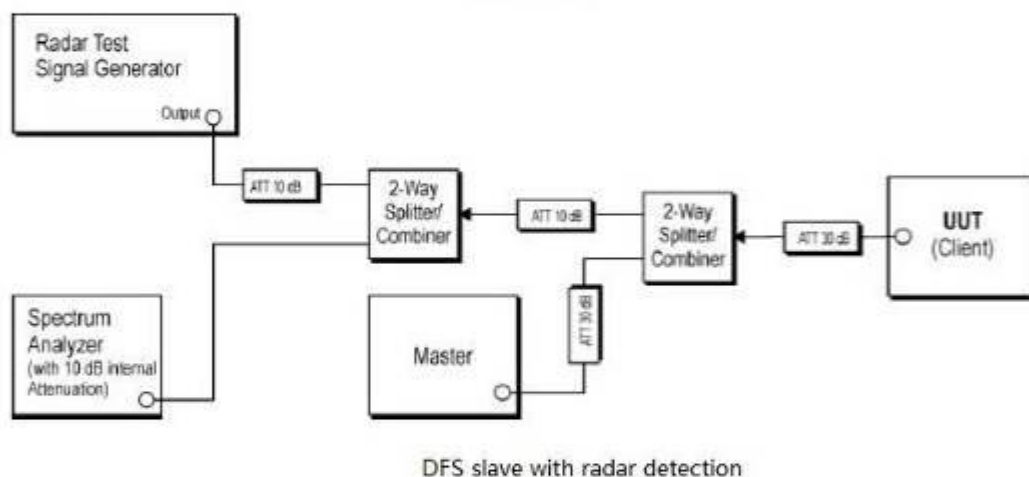 Radar Test
Signal Generator
Output
ATT 10 dB
2-Way
Splitter/
Combiner
ATT 10 dB
2-Way
Splitter/
Combiner
ATT 30 dB
UUT
(Client)
Spectrum
Analyzer
(with 10 dB internal
Attenuation)
Master
ATT 30 dB
DFS slave with radar detection